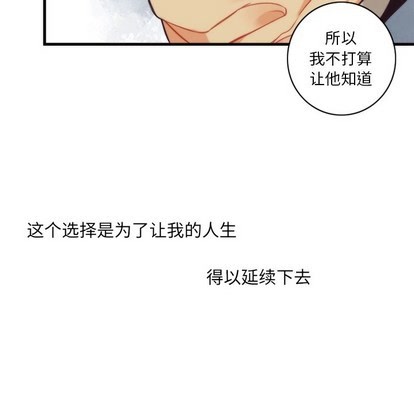 所以
我不打算
让他知道
这个选择是为了让我的人生
得以延续下去